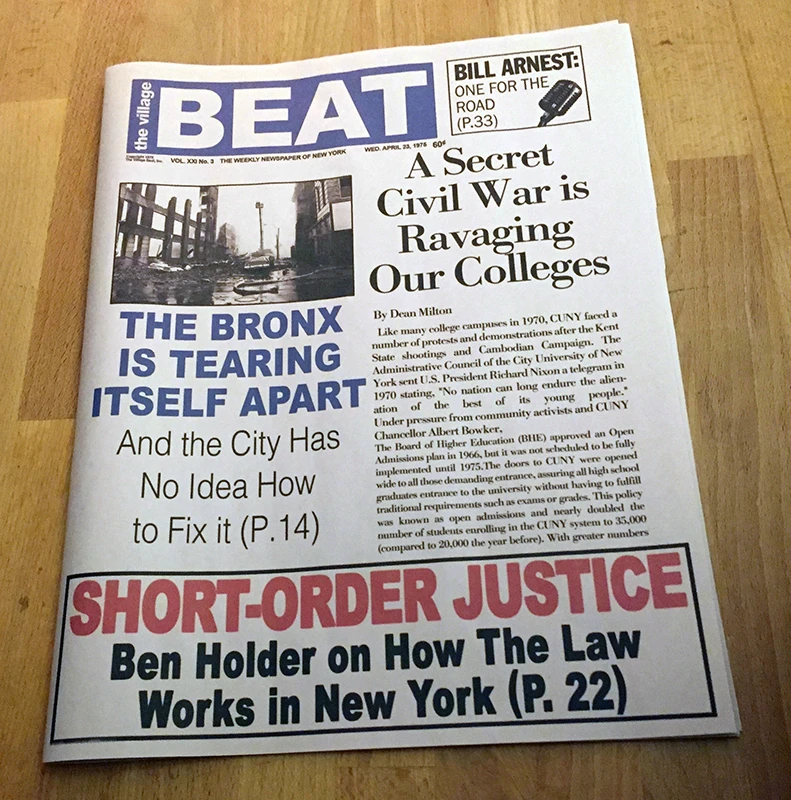 the village
BEAT
BILL ARNEST:
ONE FOR THE
ROAD
(P.33)
The Village Beat, Inc.
VOL. XXI No. 3 THE WEEKLY NEWSPAPER OF NEW YORK WED. APRIL 23, 1976 60¢
A Secret
Civil War is
Ravaging
Our Colleges
THE BRONX
IS TEARING
ITSELF APART
And the City Has
No Idea How
to Fix it (P.14)
By Dean Milton
Like many college campuses in 1970, CUNY faced a
number of protests and demonstrations after the Kent
State shootings and Cambodian Campaign. The
Administrative Council of the City University of New
York sent U.S. President Richard Nixon a telegram in
1970 stating, "No nation can long endure the alien-
ation of the best of its young people."
Under pressure from community activists and CUNY
Chancellor Albert Bowker,
The Board of Higher Education (BHE) approved an Open
Admissions plan in 1966, but it was not scheduled to be fully
implemented until 1975.The doors to CUNY were opened
wide to all those demanding entrance, assuring all high school
graduates entrance to the university without having to fulfill
traditional requirements such as exams or grades. This policy
was known as open admissions and nearly doubled the
number of students enrolling in the CUNY system to 35,000
(compared to 20,000 the year before). With greater numbers
SHORT-ORDER JUSTICE
Ben Holder on How The Law
Works in New York (P. 22)